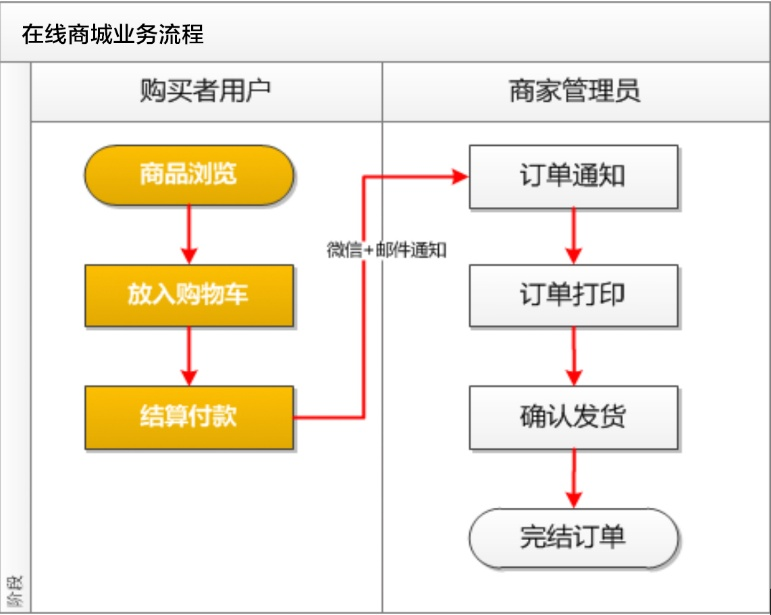 在线商城业务流程
购买者用户
商家管理员
商品浏览
放入购物车
结算付款
微信+邮件通知
订单通知
订单打印
确认发货
完结订单
阶段